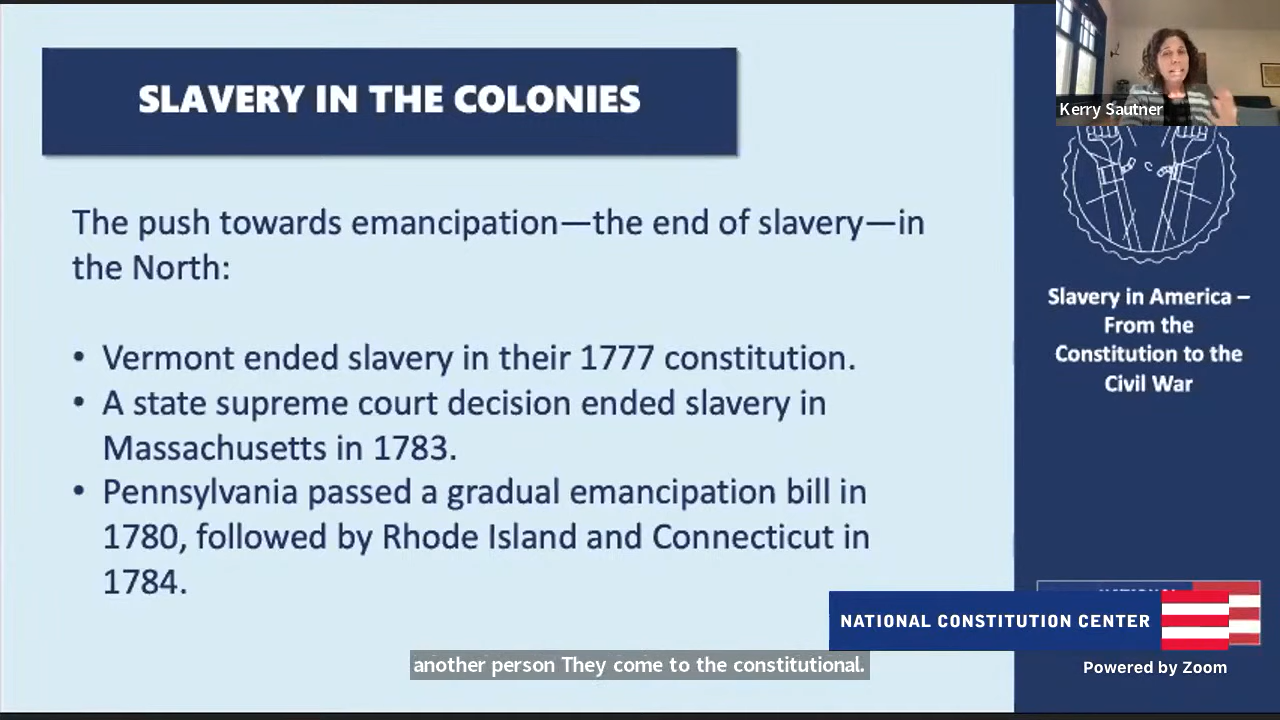 SLAVERY IN THE COLONIES
The push towards emancipation—the end of slavery—in
the North:
• Vermont ended slavery in their 1777 constitution.
• A state supreme court decision ended slavery in
Massachusetts in 1783.
• Pennsylvania passed a gradual emancipation bill in
1780, followed by Rhode Island and Connecticut in
1784.
Kerry Sautner
Slavery in America –
From the
Constitution to the
Civil War
NATIONAL CONSTITUTION CENTER
another person They come to the constitutional.
Powered by Zoom